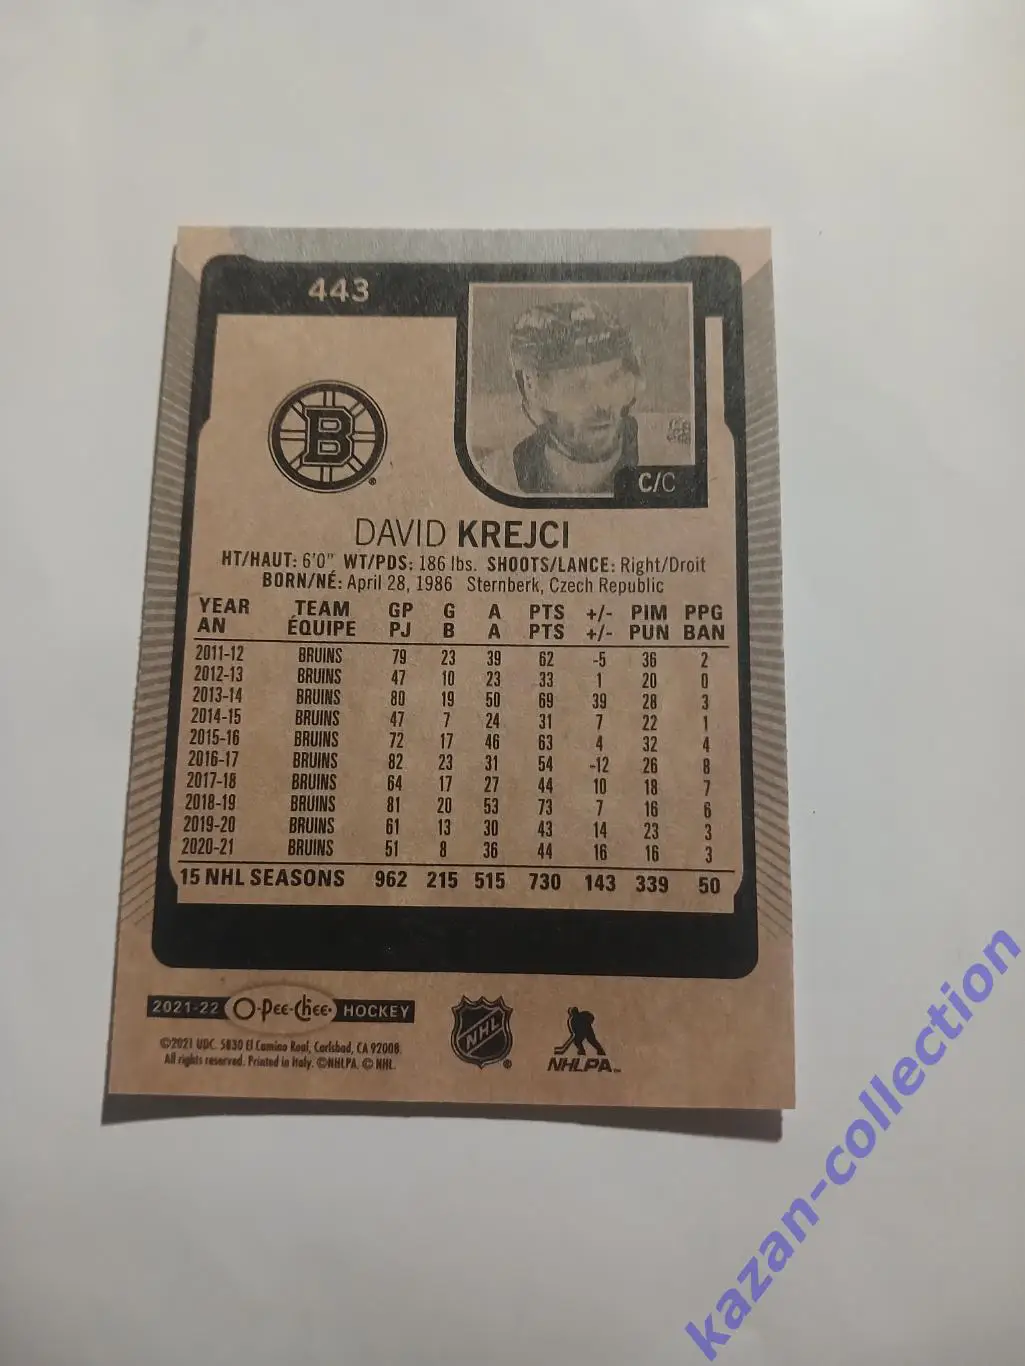 443
B
C/C
DAVID KREJCI
HT/HAUT: 6'0" WT/PDS: 186 lbs. SHOOTS/LANCE: Right/Droit
BORN/NÉ: April 28, 1986 Sternberk, Czech Republic
YEAR TEAM GP G A PTS +/- PIM PPG
AN ÉQUIPE PJ B A PTS +/- PUN BAN
2011-12 BRUINS 79 23 39 62 -5 36 2
2012-13 BRUINS 47 10 23 33 1 20 0
2013-14 BRUINS 80 19 50 69 39 28 3
2014-15 BRUINS 47 7 24 31 7 22 1
2015-16 BRUINS 72 17 46 63 4 32 4
2016-17 BRUINS 82 23 31 54 -12 26 8
2017-18 BRUINS 64 17 27 44 10 18 7
2018-19 BRUINS 81 20 53 73 7 16 6
2019-20 BRUINS 61 13 30 43 14 23 3
2020-21 BRUINS 51 8 36 44 16 16 3
15 NHL SEASONS 962 215 515 730 143 339 50
2021-22 O-Pee-Chee HOCKEY
©2021 UDC. 5830 El Camino Real, Carlsbad, CA 92008.
All rights reserved. Printed in Italy. ©NHLPA. © NHL.
NHL
NHLPA™
kazan-collection